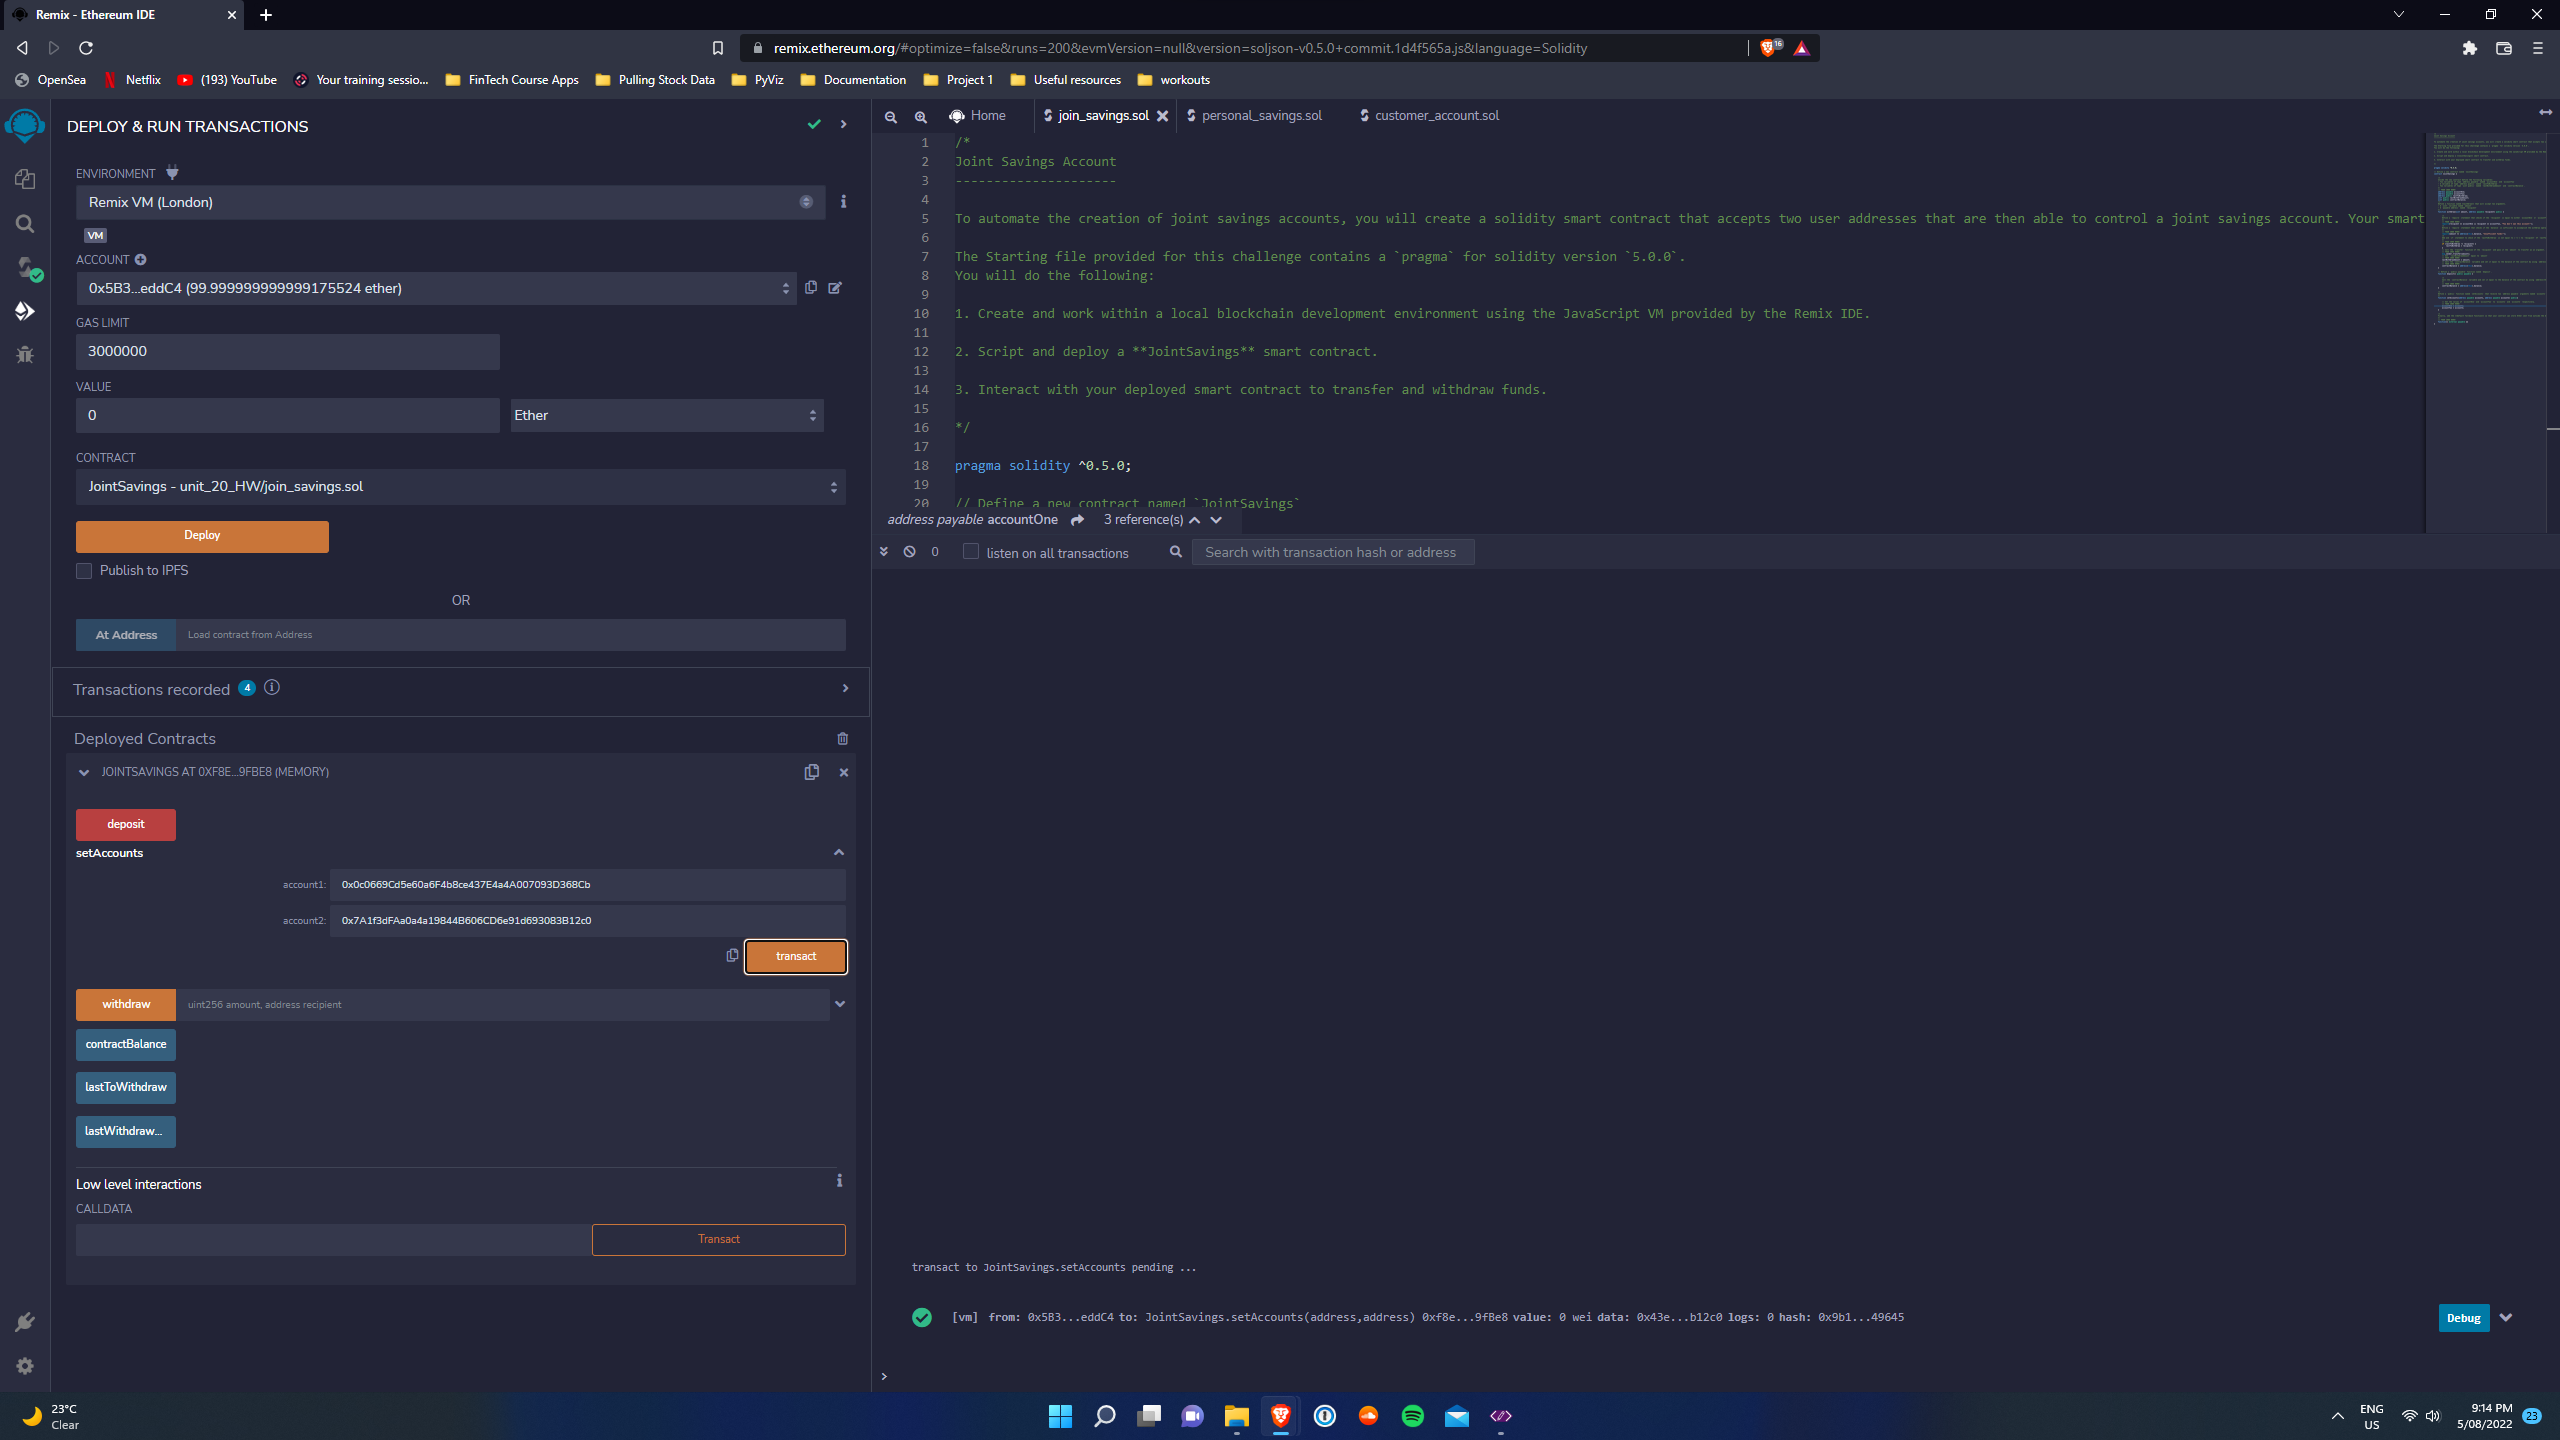 Remix - Ethereum IDE
remix.ethereum.org/#optimize=false&runs=200&evmVersion=null&version=soljson-v0.5.0+commit.1d4f565a.js&language=Solidity
16
OpenSea
Netflix
(193) YouTube
Your training sessio...
FinTech Course Apps
Pulling Stock Data
PyViz
Documentation
Project 1
Useful resources
workouts
DEPLOY & RUN TRANSACTIONS
ENVIRONMENT
Remix VM (London)
VM
ACCOUNT
0x5B3...eddC4 (99.999999999999175524 ether)
GAS LIMIT
3000000
VALUE
0
Ether
CONTRACT
JointSavings - unit_20_HW/join_savings.sol
Deploy
Publish to IPFS
OR
At Address
Load contract from Address
Transactions recorded 4
Deployed Contracts
JOINTSAVINGS AT 0XF8E...9FBE8 (MEMORY)
deposit
setAccounts
account1: 0x0c0669Cd5e60a6F4b8ce437E4a4A007093D368Cb
account2: 0x7A1f3dFAa0a4a19844B606CD6e91d693083B12c0
transact
withdraw
uint256 amount, address recipient
contractBalance
lastToWithdraw
lastWithdraw...
Low level interactions
CALLDATA
Transact
Home
join_savings.sol
personal_savings.sol
customer_account.sol
1 /*
2 Joint Savings Account
3 ---------------------
4
5 To automate the creation of joint savings accounts, you will create a solidity smart contract that accepts two user addresses that are then able to control a joint savings account. Your smart
6
7 The Starting file provided for this challenge contains a `pragma` for solidity version `5.0.0`.
8 You will do the following:
9
10 1. Create and work within a local blockchain development environment using the JavaScript VM provided by the Remix IDE.
11
12 2. Script and deploy a **JointSavings** smart contract.
13
14 3. Interact with your deployed smart contract to transfer and withdraw funds.
15
16 */
17
18 pragma solidity ^0.5.0;
19
20 // Define a new contract named `JointSavings`
address payable accountOne 3 reference(s)
0
listen on all transactions
Search with transaction hash or address
transact to JointSavings.setAccounts pending ...
[vm] from: 0x5B3...eddC4 to: JointSavings.setAccounts(address,address) 0xf8e...9fBe8 value: 0 wei data: 0x43e...b12c0 logs: 0 hash: 0x9b1...49645
Debug
>
23°C
Clear
ENG
US
9:14 PM
5/08/2022
23